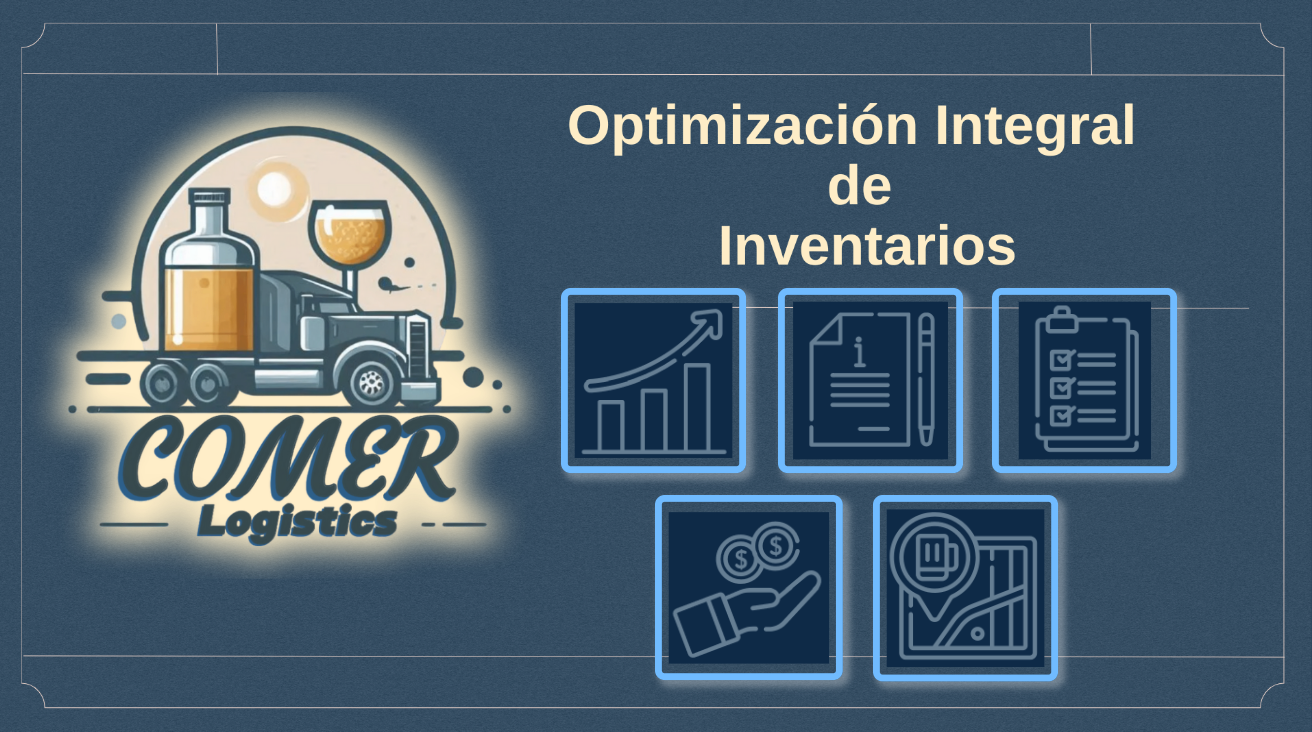 Optimización Integral
de
Inventarios
COMER
Logistics
i
$ $